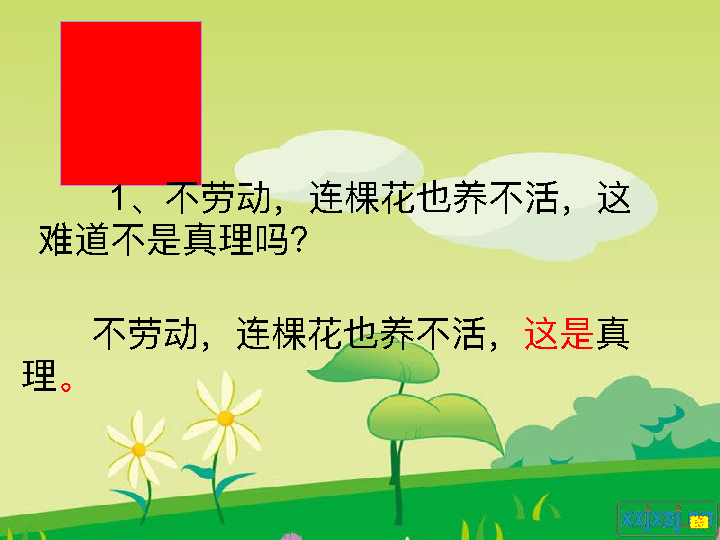 1、不劳动，连棵花也养不活，这
难道不是真理吗？
不劳动，连棵花也养不活，这是真
理。
xxjxsj